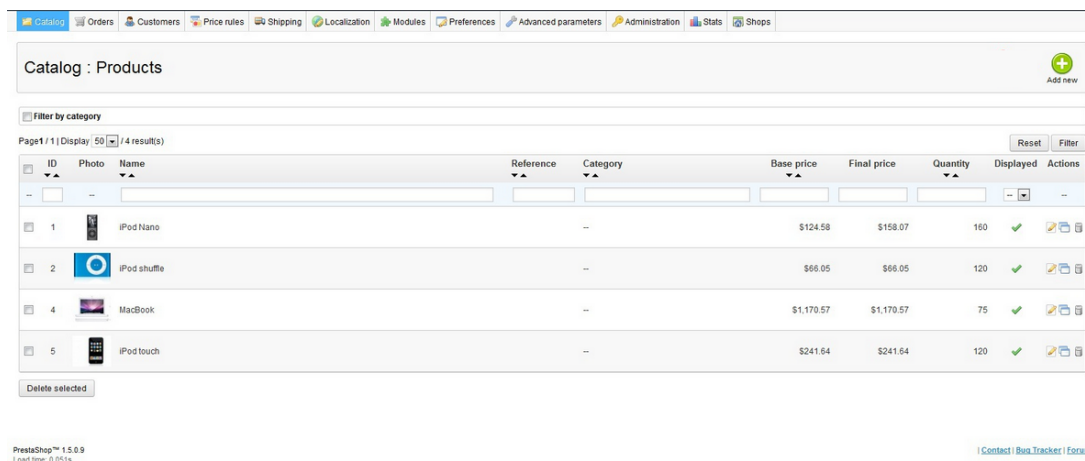 Catalog Orders Customers Price rules Shipping Localization Modules Preferences Advanced parameters Administration Stats Shops
Catalog : Products
Add new
Filter by category
Page1 / 1 | Display 50 / 4 result(s)
Reset Filter
ID Photo Name Reference Category Base price Final price Quantity Displayed Actions
-- -- -- --
1 iPod Nano -- $124.58 $158.07 160
2 iPod shuffle -- $66.05 $66.05 120
4 MacBook -- $1,170.57 $1,170.57 75
5 iPod touch -- $241.64 $241.64 120
Delete selected
PrestaShop™ 1.5.0.9
| Contact | Bug Tracker | Foru
Load time: 0.051s